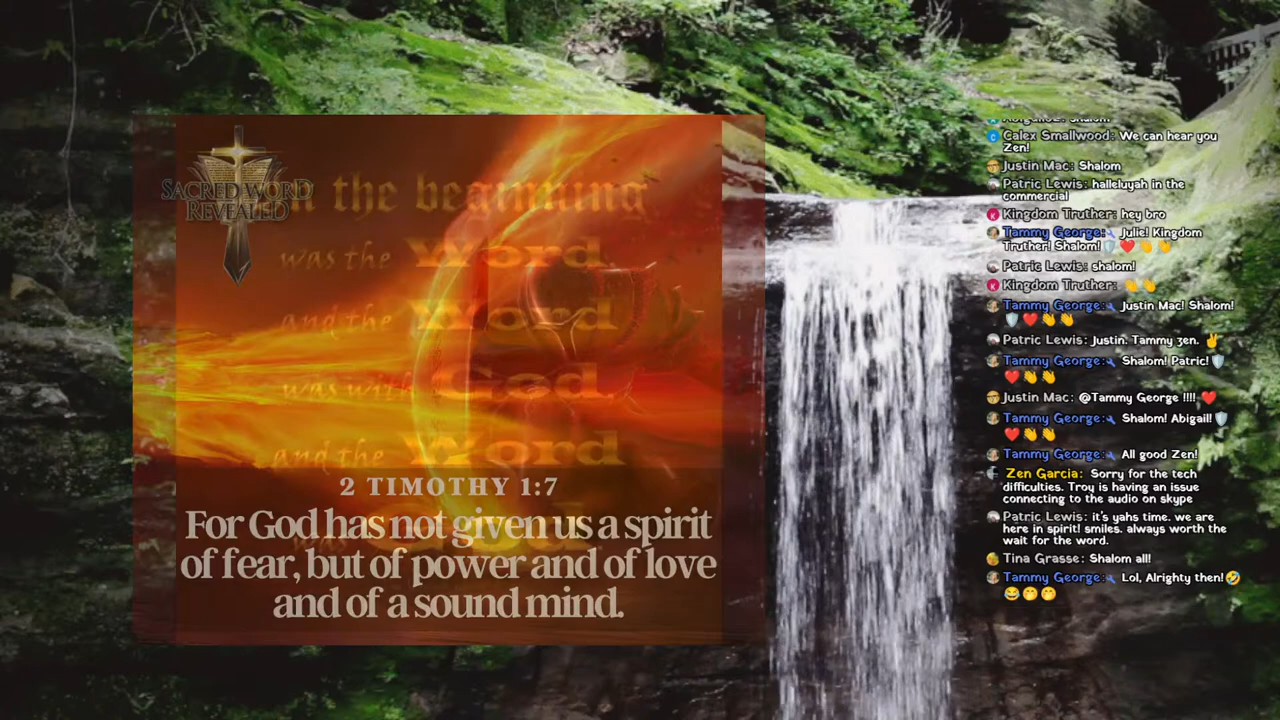 SACRED WORD
REVEALED
In the beginning
was the Word
and the Word
was with God
and the Word
was God
2 TIMOTHY 1:7
For God has not given us a spirit
of fear, but of power and of love
and of a sound mind.
Calex Smallwood: We can hear you
Zen!
Justin Mac: Shalom
Patric Lewis: halleluyah in the
commercial
Kingdom Truther: hey bro
Tammy George: Julie! Kingdom
Truther! Shalom!🛡️❤️👏👏
Patric Lewis: shalom!
Kingdom Truther: 👏👏
Tammy George: Justin Mac! Shalom!
🛡️❤️👏👏
Patric Lewis: Justin. Tammy zen. ✌️
Tammy George: Shalom! Patric!🛡️
❤️👏👏
Justin Mac: @Tammy George !!!! ❤️
Tammy George: Shalom! Abigail!🛡️
❤️👏👏
Tammy George: All good Zen!
Zen Garcia: Sorry for the tech
difficulties. Troy is having an issue
connecting to the audio on skype
Patric Lewis: it's yahs time. we are
here in spirit! smiles. always worth the
wait for the word.
Tina Grasse: Shalom all!
Tammy George: Lol, Alrighty then!🤣
😂🤭🤭